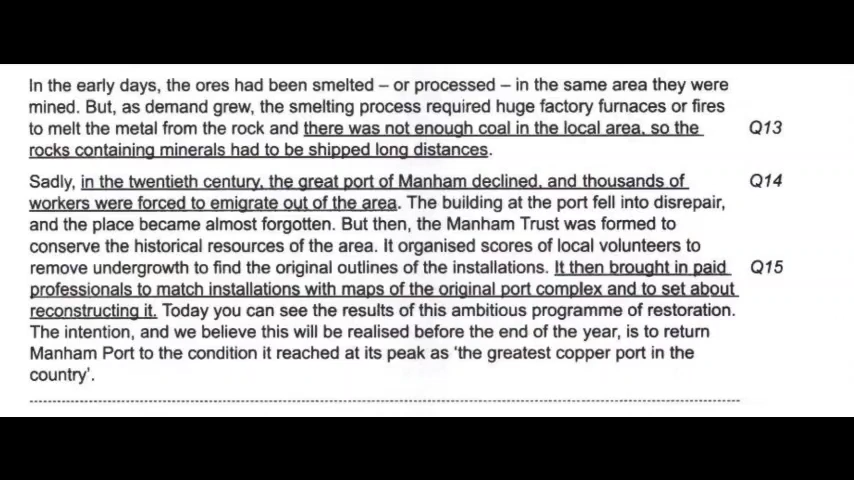 In the early days, the ores had been smelted – or processed – in the same area they were
mined. But, as demand grew, the smelting process required huge factory furnaces or fires
to melt the metal from the rock and there was not enough coal in the local area, so the Q13
rocks containing minerals had to be shipped long distances.
Sadly, in the twentieth century, the great port of Manham declined, and thousands of Q14
workers were forced to emigrate out of the area. The building at the port fell into disrepair,
and the place became almost forgotten. But then, the Manham Trust was formed to
conserve the historical resources of the area. It organised scores of local volunteers to
remove undergrowth to find the original outlines of the installations. It then brought in paid Q15
professionals to match installations with maps of the original port complex and to set about
reconstructing it. Today you can see the results of this ambitious programme of restoration.
The intention, and we believe this will be realised before the end of the year, is to return
Manham Port to the condition it reached at its peak as ‘the greatest copper port in the
country’.